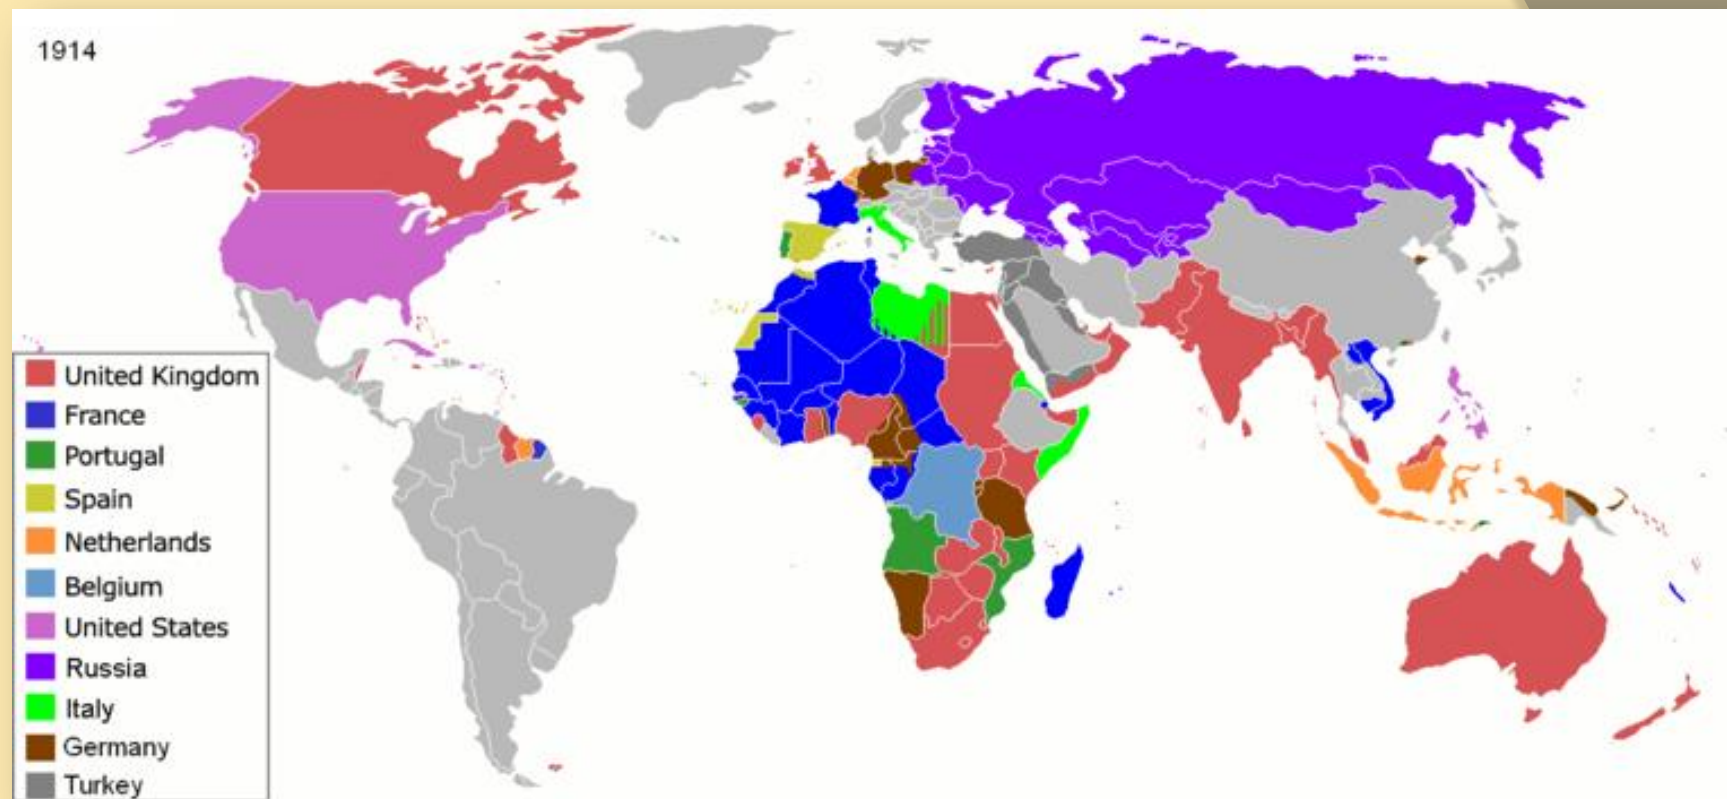 1914
United Kingdom
France
Portugal
Spain
Netherlands
Belgium
United States
Russia
Italy
Germany
Turkey